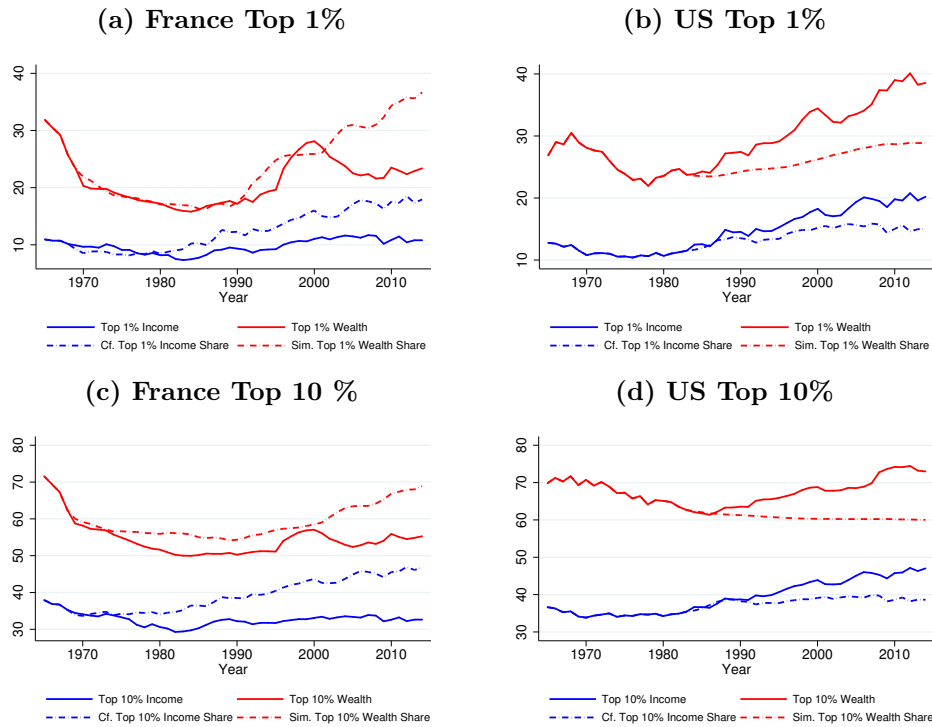 (a) France Top 1%
40
30
20
10
1970 1980 1990 2000 2010
Year
Top 1% Income Top 1% Wealth
Cf. Top 1% Income Share Sim. Top 1% Wealth Share
(b) US Top 1%
40
30
20
10
1970 1980 1990 2000 2010
Year
Top 1% Income Top 1% Wealth
Cf. Top 1% Income Share Sim. Top 1% Wealth Share
(c) France Top 10 %
80
70
60
50
40
30
1970 1980 1990 2000 2010
Year
Top 10% Income Top 10% Wealth
Cf. Top 10% Income Share Sim. Top 10% Wealth Share
(d) US Top 10%
80
70
60
50
40
30
1970 1980 1990 2000 2010
Year
Top 10% Income Top 10% Wealth
Cf. Top 10% Income Share Sim. Top 10% Wealth Share